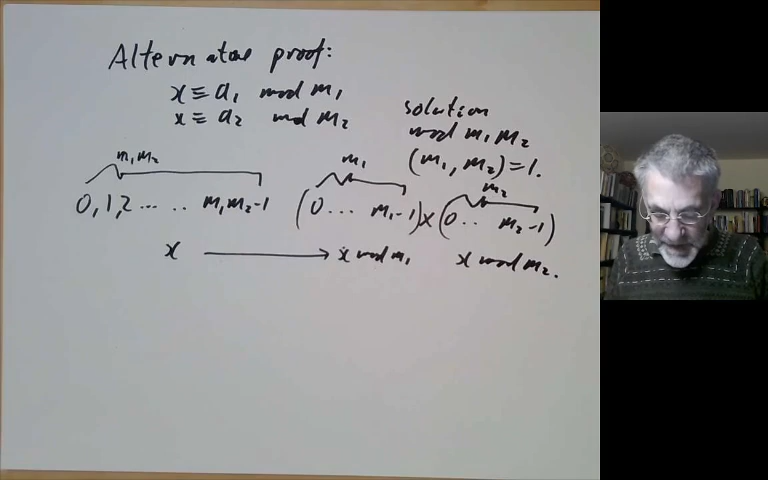 Alternative proof:
x ≡ a₁ mod m₁
x ≡ a₂ mod m₂
solution
mod m₁m₂
(m₁, m₂) = 1.
m₁m₂
m₁
m₂
0, 1, 2 ... .. m₁m₂-1 (0 ... m₁-1) × (0 .. m₂-1)
x ⟶ x mod m₁ x mod m₂.